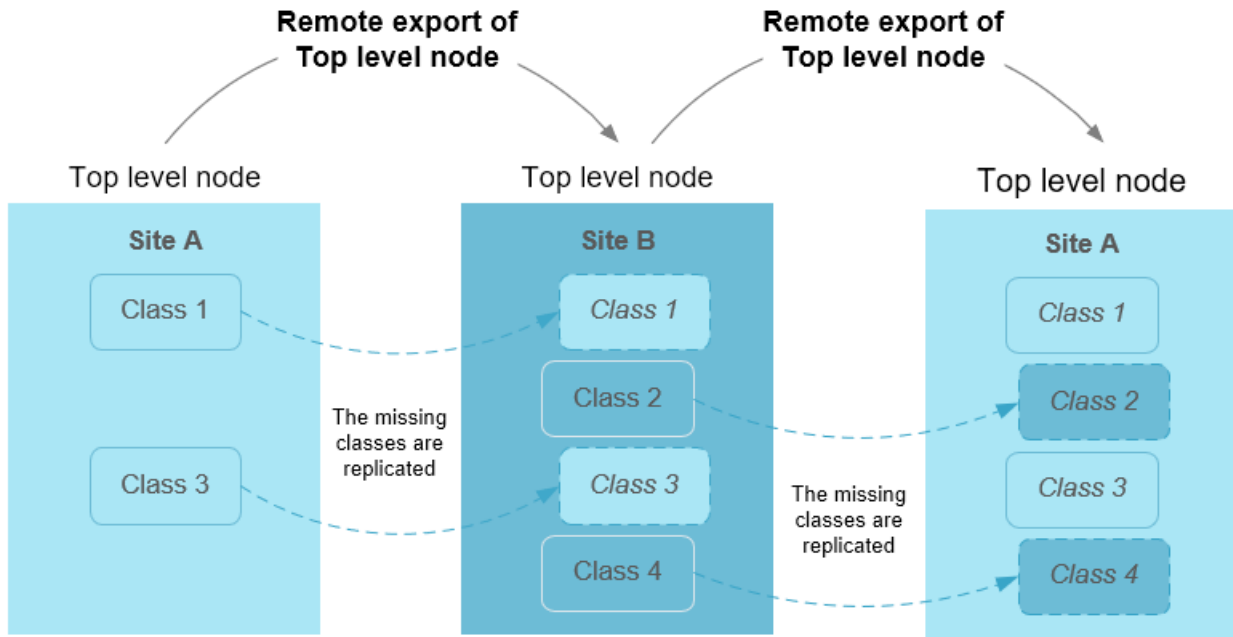 Remote export of
Top level node
Remote export of
Top level node
Top level node
Top level node
Top level node
Site A
Class 1
Class 3
The missing
classes are
replicated
Site B
Class 1
Class 2
Class 3
Class 4
The missing
classes are
replicated
Site A
Class 1
Class 2
Class 3
Class 4